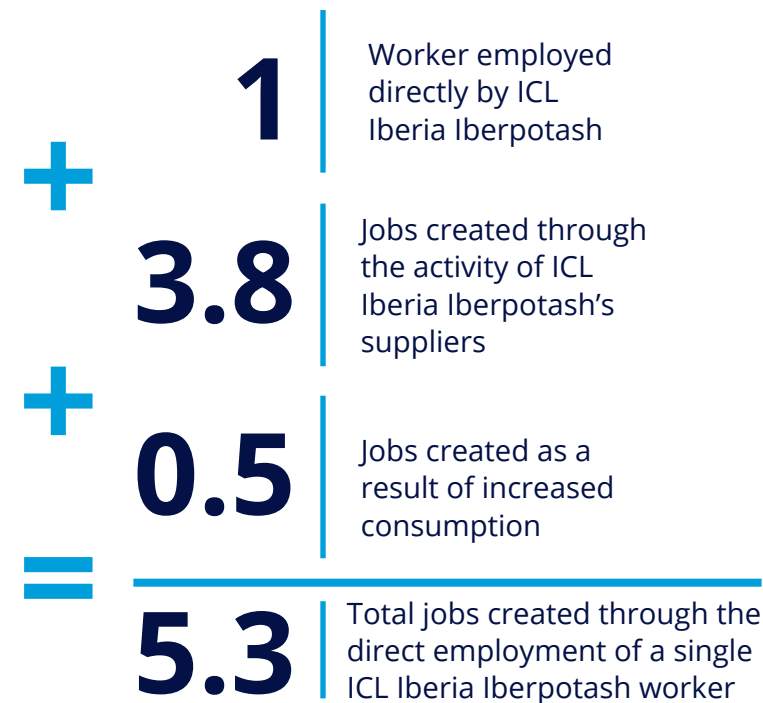 1
Worker employed
directly by ICL
Iberia Iberpotash
+
3.8
Jobs created through
the activity of ICL
Iberia Iberpotash’s
suppliers
+
0.5
Jobs created as a
result of increased
consumption
=
5.3
Total jobs created through the
direct employment of a single
ICL Iberia Iberpotash worker